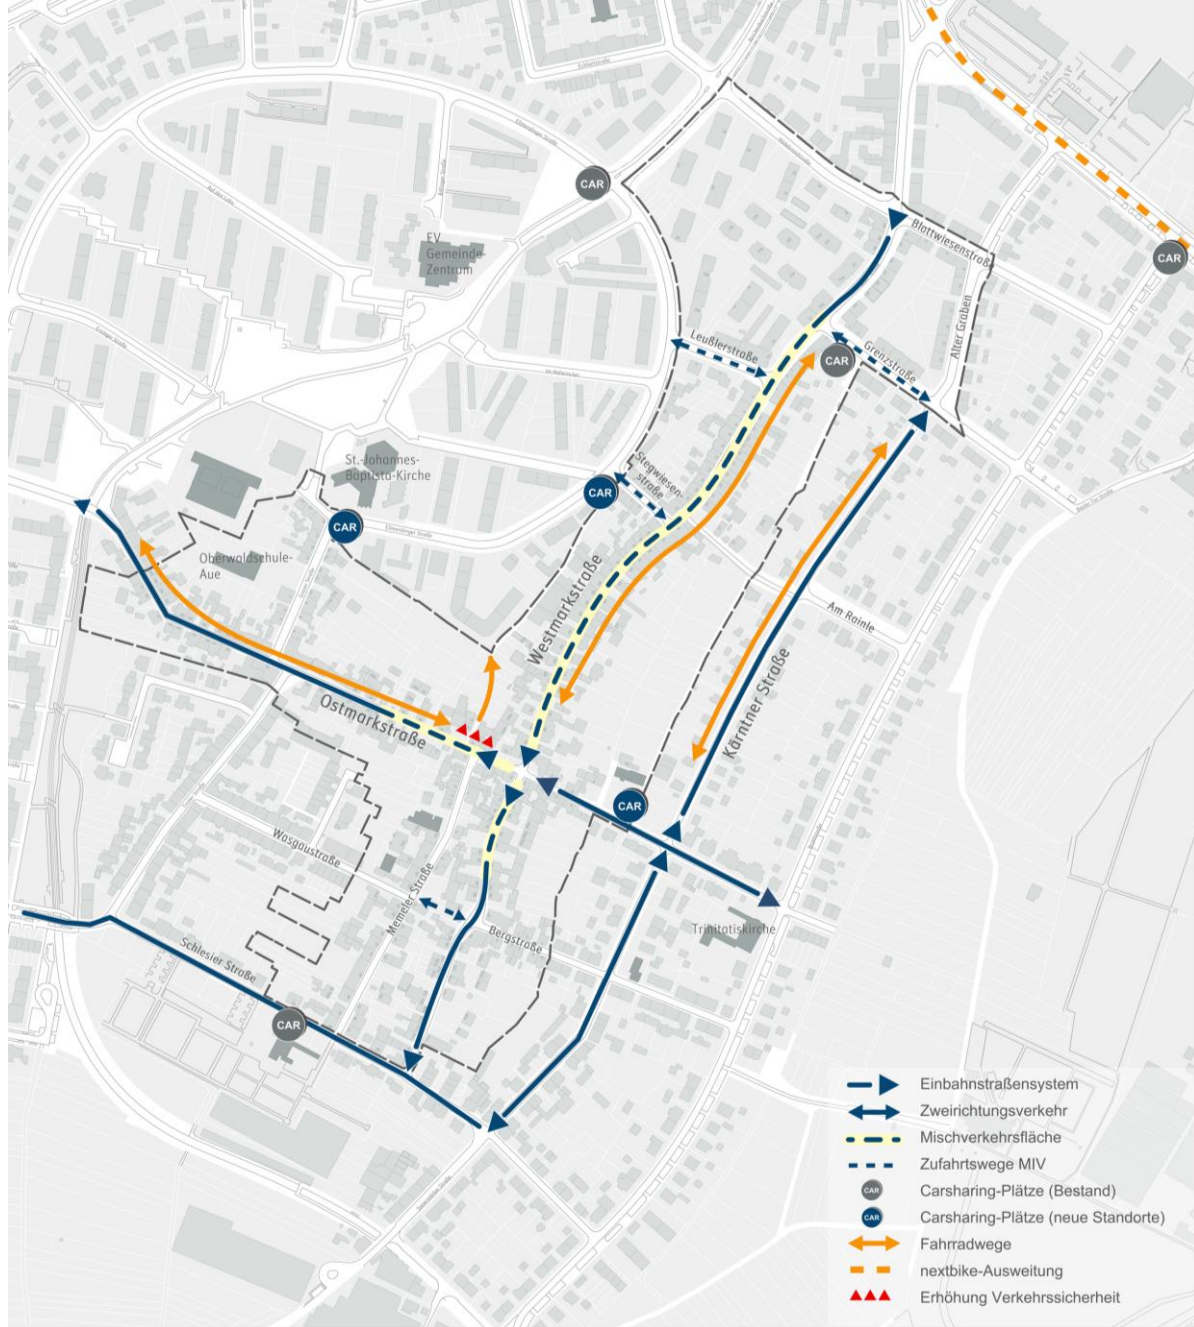 CAR
EV
Gemeinde-
Zentrum
Blottwiesenstraße
CAR
Alter Graben
Leußlerstraße
Grenzstraße
CAR
St.-Johannes-
Baptista-Kirche
Stegwiesen-
straße
CAR
CAR
Oberwaldschule-
Aue
Westmarkstraße
Am Rainle
Kärntner Straße
Ostmarkstraße
CAR
Wasgaustraße
Memeler Straße
Bergstraße
Trinitatiskirche
Schlesier Straße
CAR
Einbahnstraßensystem
Zweirichtungsverkehr
Mischverkehrsfläche
Zufahrtswege MIV
CAR Carsharing-Plätze (Bestand)
CAR Carsharing-Plätze (neue Standorte)
Fahrradwege
nextbike-Ausweitung
Erhöhung Verkehrssicherheit